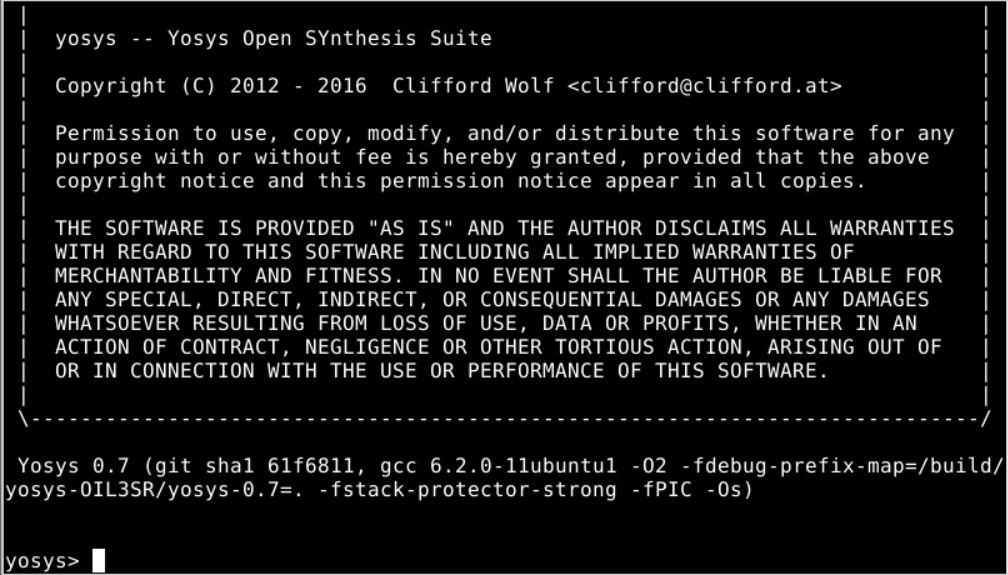 yosys -- Yosys Open SYnthesis Suite
Copyright (C) 2012 - 2016  Clifford Wolf <clifford@clifford.at>
Permission to use, copy, modify, and/or distribute this software for any
purpose with or without fee is hereby granted, provided that the above
copyright notice and this permission notice appear in all copies.
THE SOFTWARE IS PROVIDED "AS IS" AND THE AUTHOR DISCLAIMS ALL WARRANTIES
WITH REGARD TO THIS SOFTWARE INCLUDING ALL IMPLIED WARRANTIES OF
MERCHANTABILITY AND FITNESS. IN NO EVENT SHALL THE AUTHOR BE LIABLE FOR
ANY SPECIAL, DIRECT, INDIRECT, OR CONSEQUENTIAL DAMAGES OR ANY DAMAGES
WHATSOEVER RESULTING FROM LOSS OF USE, DATA OR PROFITS, WHETHER IN AN
ACTION OF CONTRACT, NEGLIGENCE OR OTHER TORTIOUS ACTION, ARISING OUT OF
OR IN CONNECTION WITH THE USE OR PERFORMANCE OF THIS SOFTWARE.
\----------------------------------------------------------------------------/
Yosys 0.7 (git sha1 61f6811, gcc 6.2.0-11ubuntu1 -O2 -fdebug-prefix-map=/build/
yosys-OIL3SR/yosys-0.7=. -fstack-protector-strong -fPIC -Os)
yosys>